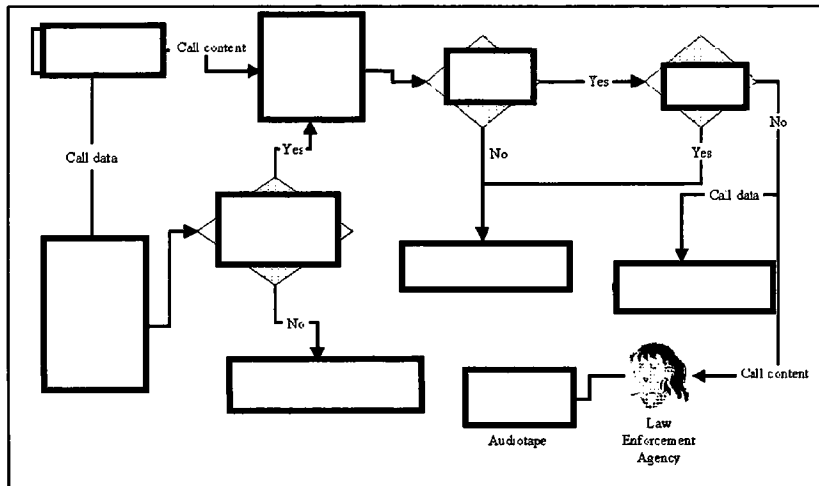 Call content
Yes
No
Call data
Yes
No
Yes
Call data
No
Call content
Audiotape
Law
Enforcement
Agency